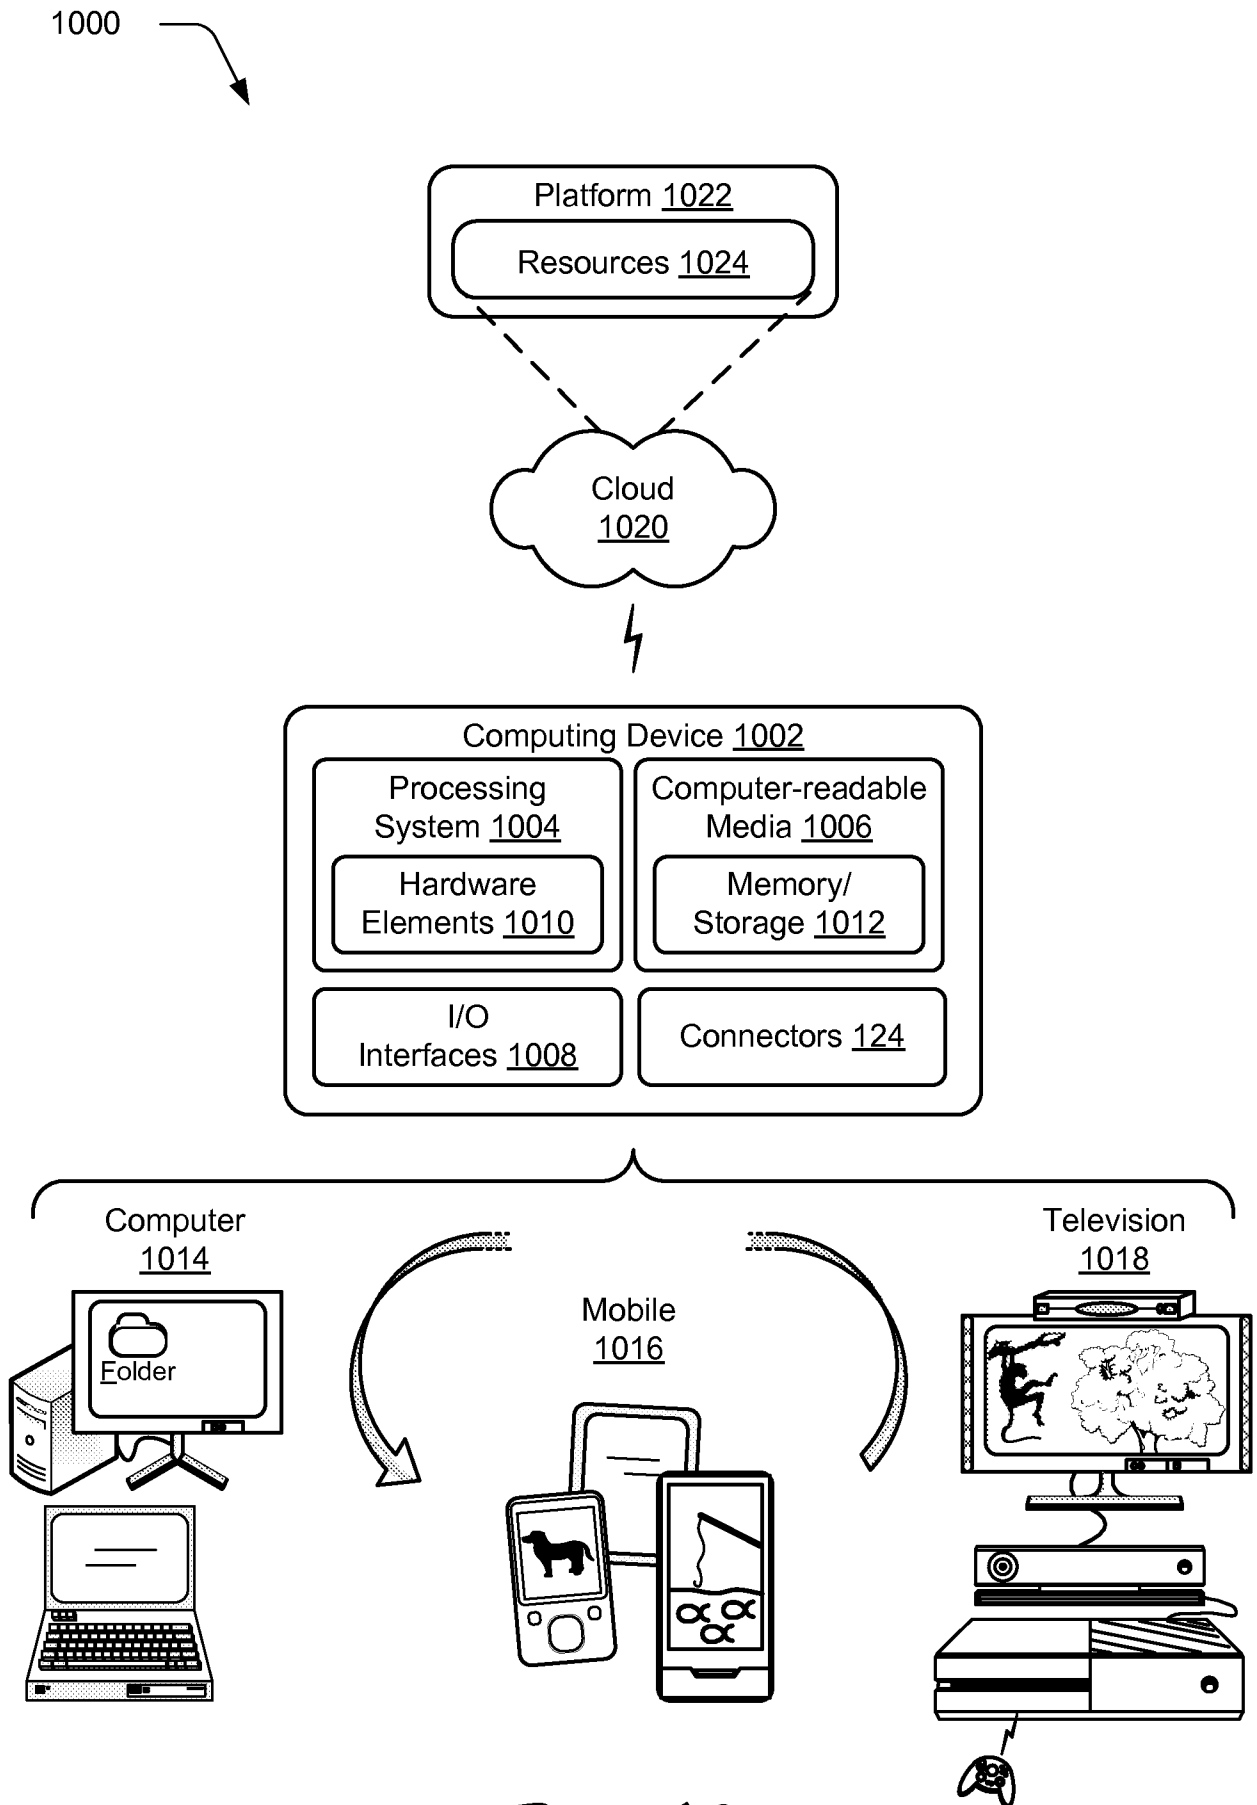 1000
Platform 1022
Resources 1024
Cloud
1020
Computing Device 1002
Processing
System 1004
Hardware
Elements 1010
Computer-readable
Media 1006
Memory/
Storage 1012
I/O
Interfaces 1008
Connectors 124
Computer
1014
Folder
Mobile
1016
Television
1018